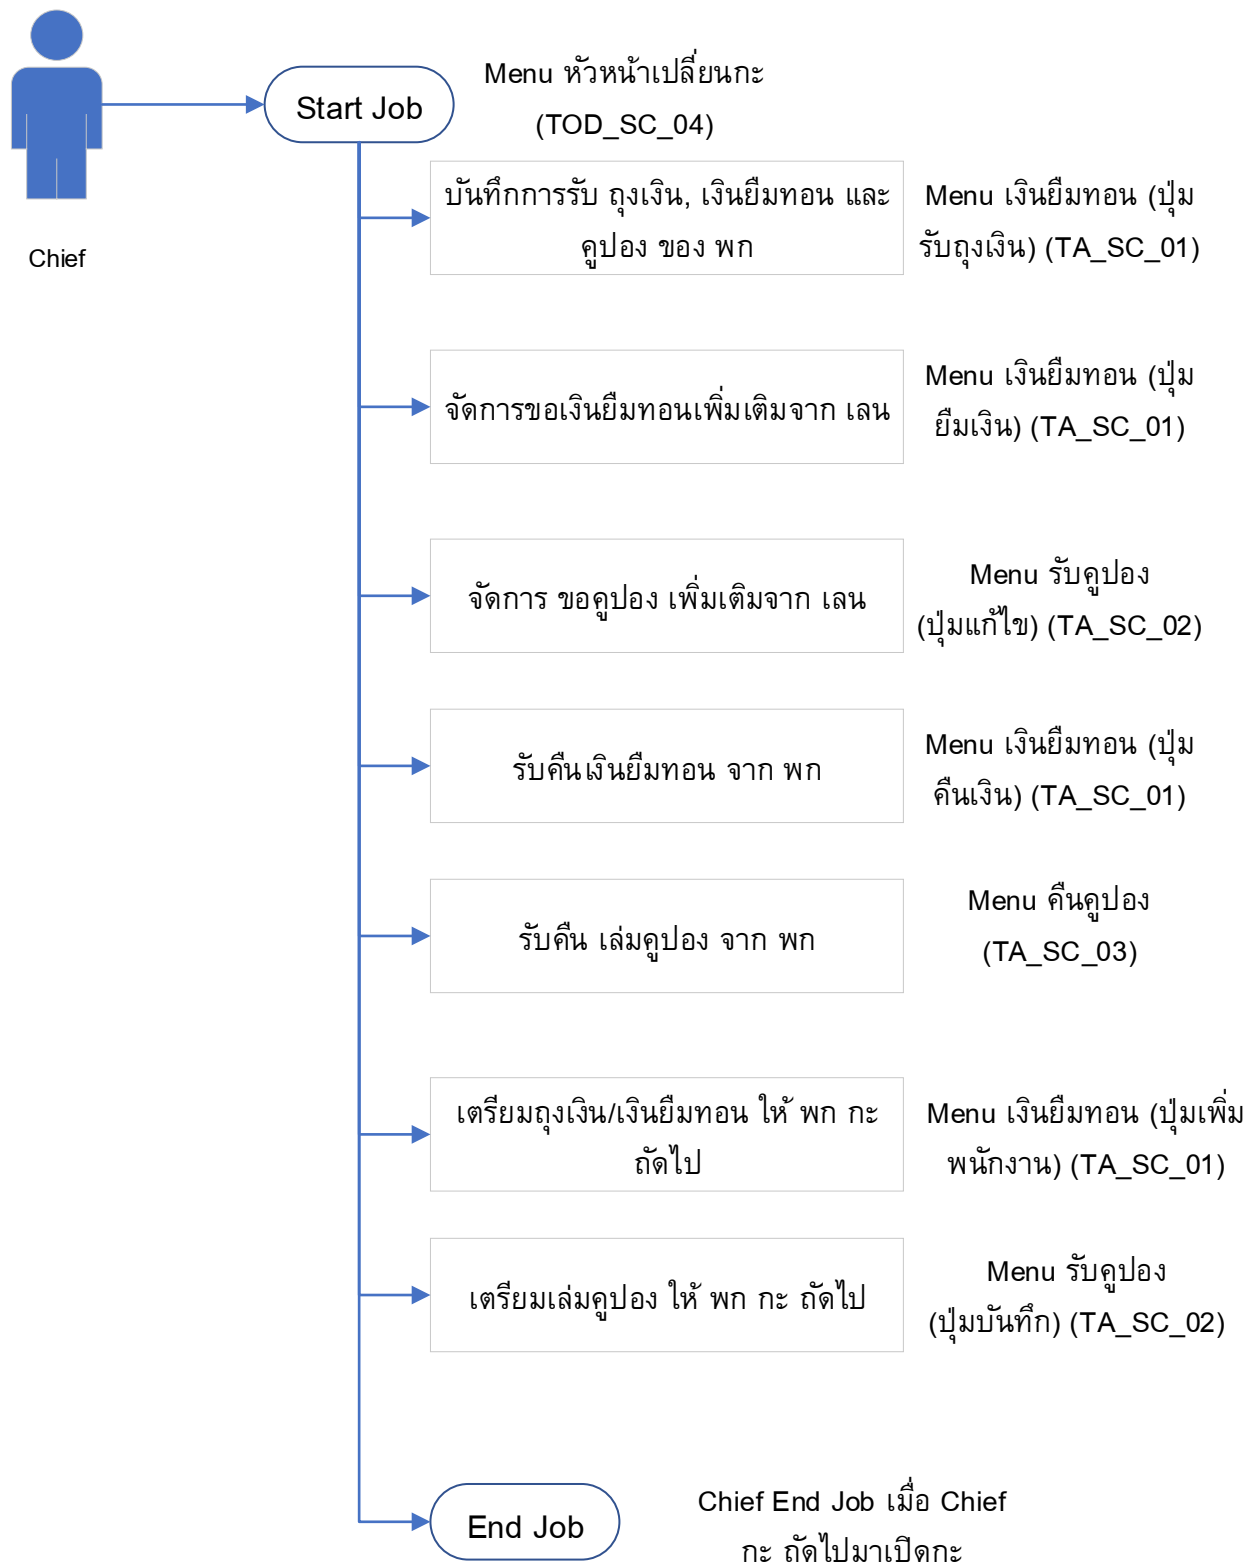 Menu หัวหน้าเปลี่ยนกะ
(TOD_SC_04)
Start Job
Chief
บันทึกการรับ ถุงเงิน, เงินยืมทอน และ
คูปอง ของ พก
Menu เงินยืมทอน (ปุ่ม
รับถุงเงิน) (TA_SC_01)
จัดการขอเงินยืมทอนเพิ่มเติมจาก เลน
Menu เงินยืมทอน (ปุ่ม
ยืมเงิน) (TA_SC_01)
จัดการ ขอคูปอง เพิ่มเติมจาก เลน
Menu รับคูปอง
(ปุ่มแก้ไข) (TA_SC_02)
รับคืนเงินยืมทอน จาก พก
Menu เงินยืมทอน (ปุ่ม
คืนเงิน) (TA_SC_01)
รับคืน เล่มคูปอง จาก พก
Menu คืนคูปอง
(TA_SC_03)
เตรียมถุงเงิน/เงินยืมทอน ให้ พก กะ
ถัดไป
Menu เงินยืมทอน (ปุ่มเพิ่ม
พนักงาน) (TA_SC_01)
เตรียมเล่มคูปอง ให้ พก กะ ถัดไป
Menu รับคูปอง
(ปุ่มบันทึก) (TA_SC_02)
End Job
Chief End Job เมื่อ Chief
กะ ถัดไปมาเปิดกะ